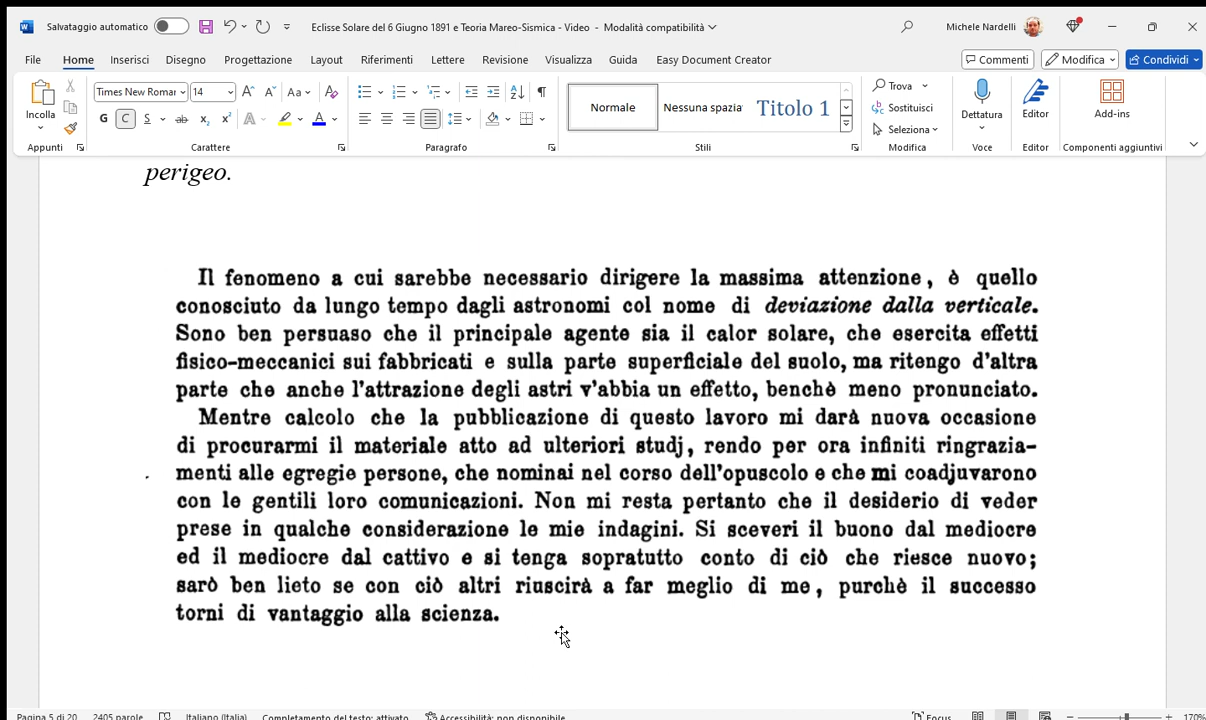 Salvataggio automatico
Eclisse Solare del 6 Giugno 1891 e Teoria Mareo-Sismica - Video - Modalità compatibilità
Michele Nardelli
File Home Inserisci Disegno Progettazione Layout Riferimenti Lettere Revisione Visualizza Guida Easy Document Creator
Commenti Modifica Condividi
Incolla
Times New Roman 14
Aa
G C S ab x₂ x² A A
Normale Nessuna spazia Titolo 1
Trova
Sostituisci
Seleziona
Dettatura
Editor
Add-ins
Appunti Carattere Paragrafo Stili Modifica Voce Editor Componenti aggiuntivi
perigeo.
Il fenomeno a cui sarebbe necessario dirigere la massima attenzione, è quello
conosciuto da lungo tempo dagli astronomi col nome di deviazione dalla verticale.
Sono ben persuaso che il principale agente sia il calor solare, che esercita effetti
fisico-meccanici sui fabbricati e sulla parte superficiale del suolo, ma ritengo d'altra
parte che anche l'attrazione degli astri v'abbia un effetto, benchè meno pronunciato.
Mentre calcolo che la pubblicazione di questo lavoro mi darà nuova occasione
di procurarmi il materiale atto ad ulteriori studj, rendo per ora infiniti ringrazia-
menti alle egregie persone, che nominai nel corso dell'opuscolo e che mi coadjuvarono
con le gentili loro comunicazioni. Non mi resta pertanto che il desiderio di veder
prese in qualche considerazione le mie indagini. Si sceveri il buono dal mediocre
ed il mediocre dal cattivo e si tenga sopratutto conto di ciò che riesce nuovo;
sarò ben lieto se con ciò altri riuscirà a far meglio di me, purchè il successo
torni di vantaggio alla scienza.
Pagina 5 di 20 2405 parole Italiano (Italia) Completamento del testo: attivato Accessibilità: non disponibile Focus 170%